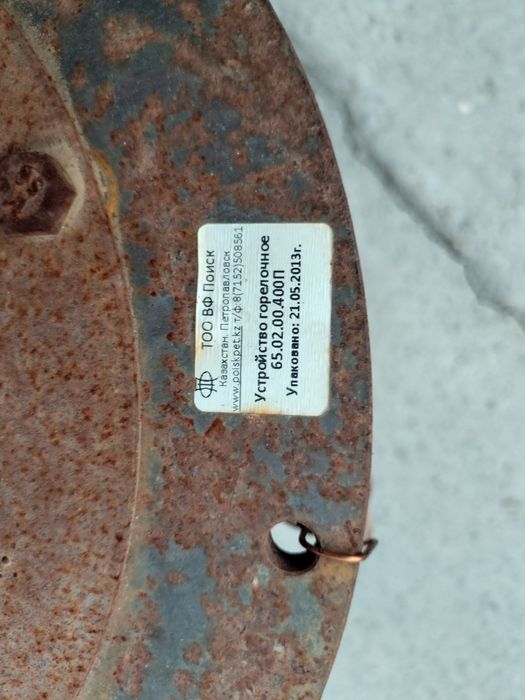 ТОО ВФ Поиск
Казахстан. Петропавловск
www.poiskpet.kz т/ф:8(7152)508561
Устройство горелочное
65.02.00.400П
Упаковано: 21.05.2013г.